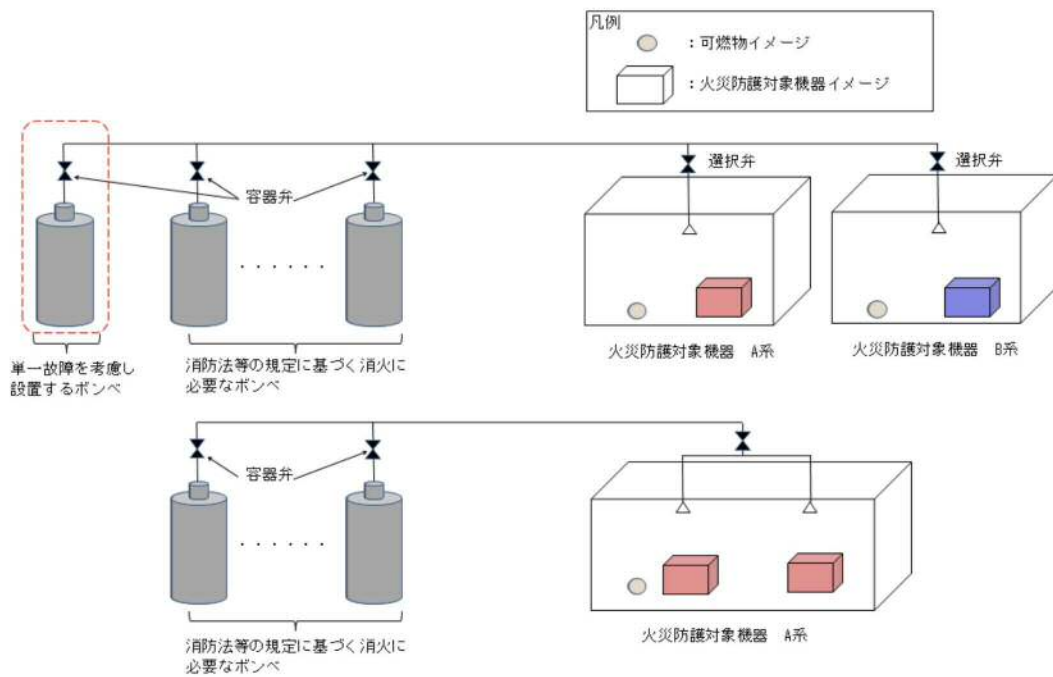 凡例
：可燃物イメージ
：火災防護対象機器イメージ
選択弁
選択弁
容器弁
単一故障を考慮し
設置するボンベ
消防法等の規定に基づく消火に
必要なボンベ
・・・・・・
火災防護対象機器　A系
火災防護対象機器　B系
容器弁
・・・・・・
消防法等の規定に基づく消火に
必要なボンベ
火災防護対象機器　A系